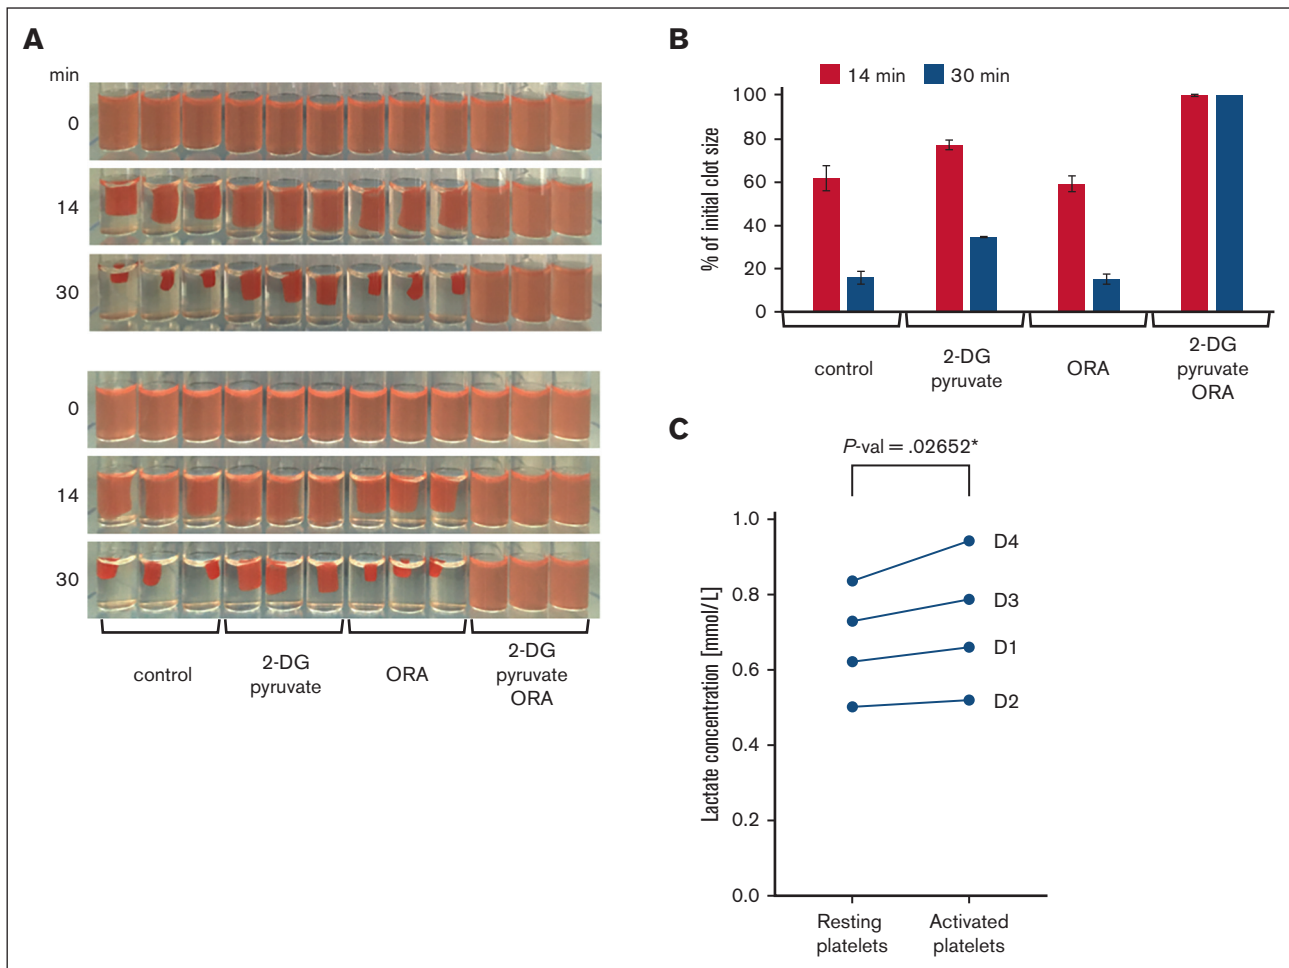 A
min
0
14
30
0
14
30
control
2-DG
pyruvate
ORA
2-DG
pyruvate
ORA
B
14 min
30 min
% of initial clot size
100
80
60
40
20
0
control
2-DG
pyruvate
ORA
2-DG
pyruvate
ORA
C
P-val = .02652*
Lactate concentration [mmol/L]
1.0
0.8
0.6
0.4
0.2
0.0
D4
D3
D1
D2
Resting
platelets
Activated
platelets